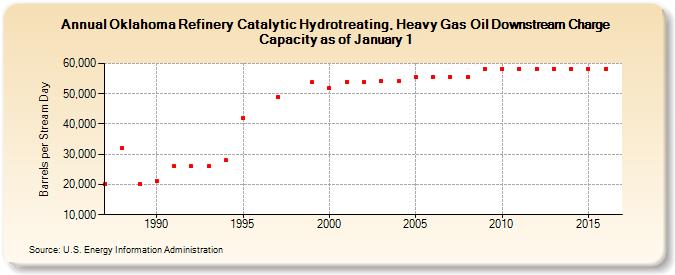 Annual Oklahoma Refinery Catalytic Hydrotreating, Heavy Gas Oil Downstream Charge
Capacity as of January 1
Barrels per Stream Day
60,000
50,000
40,000
30,000
20,000
10,000
1990 1995 2000 2005 2010 2015
Source: U.S. Energy Information Administration